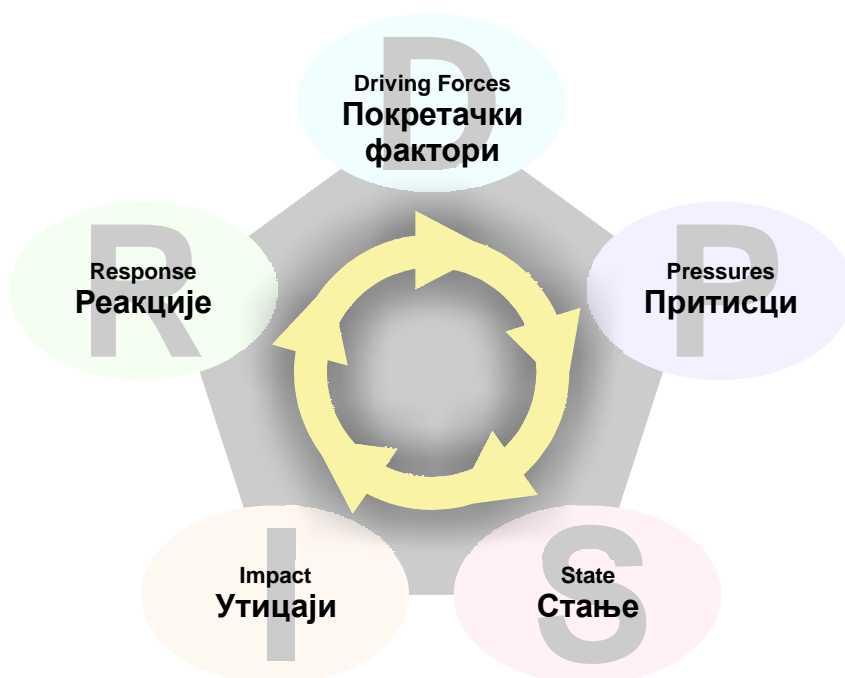 D
Driving Forces
Покретачки
фактори
R
Response
Реакције
P
Pressures
Притисци
I
Impact
Утицаји
S
State
Стање